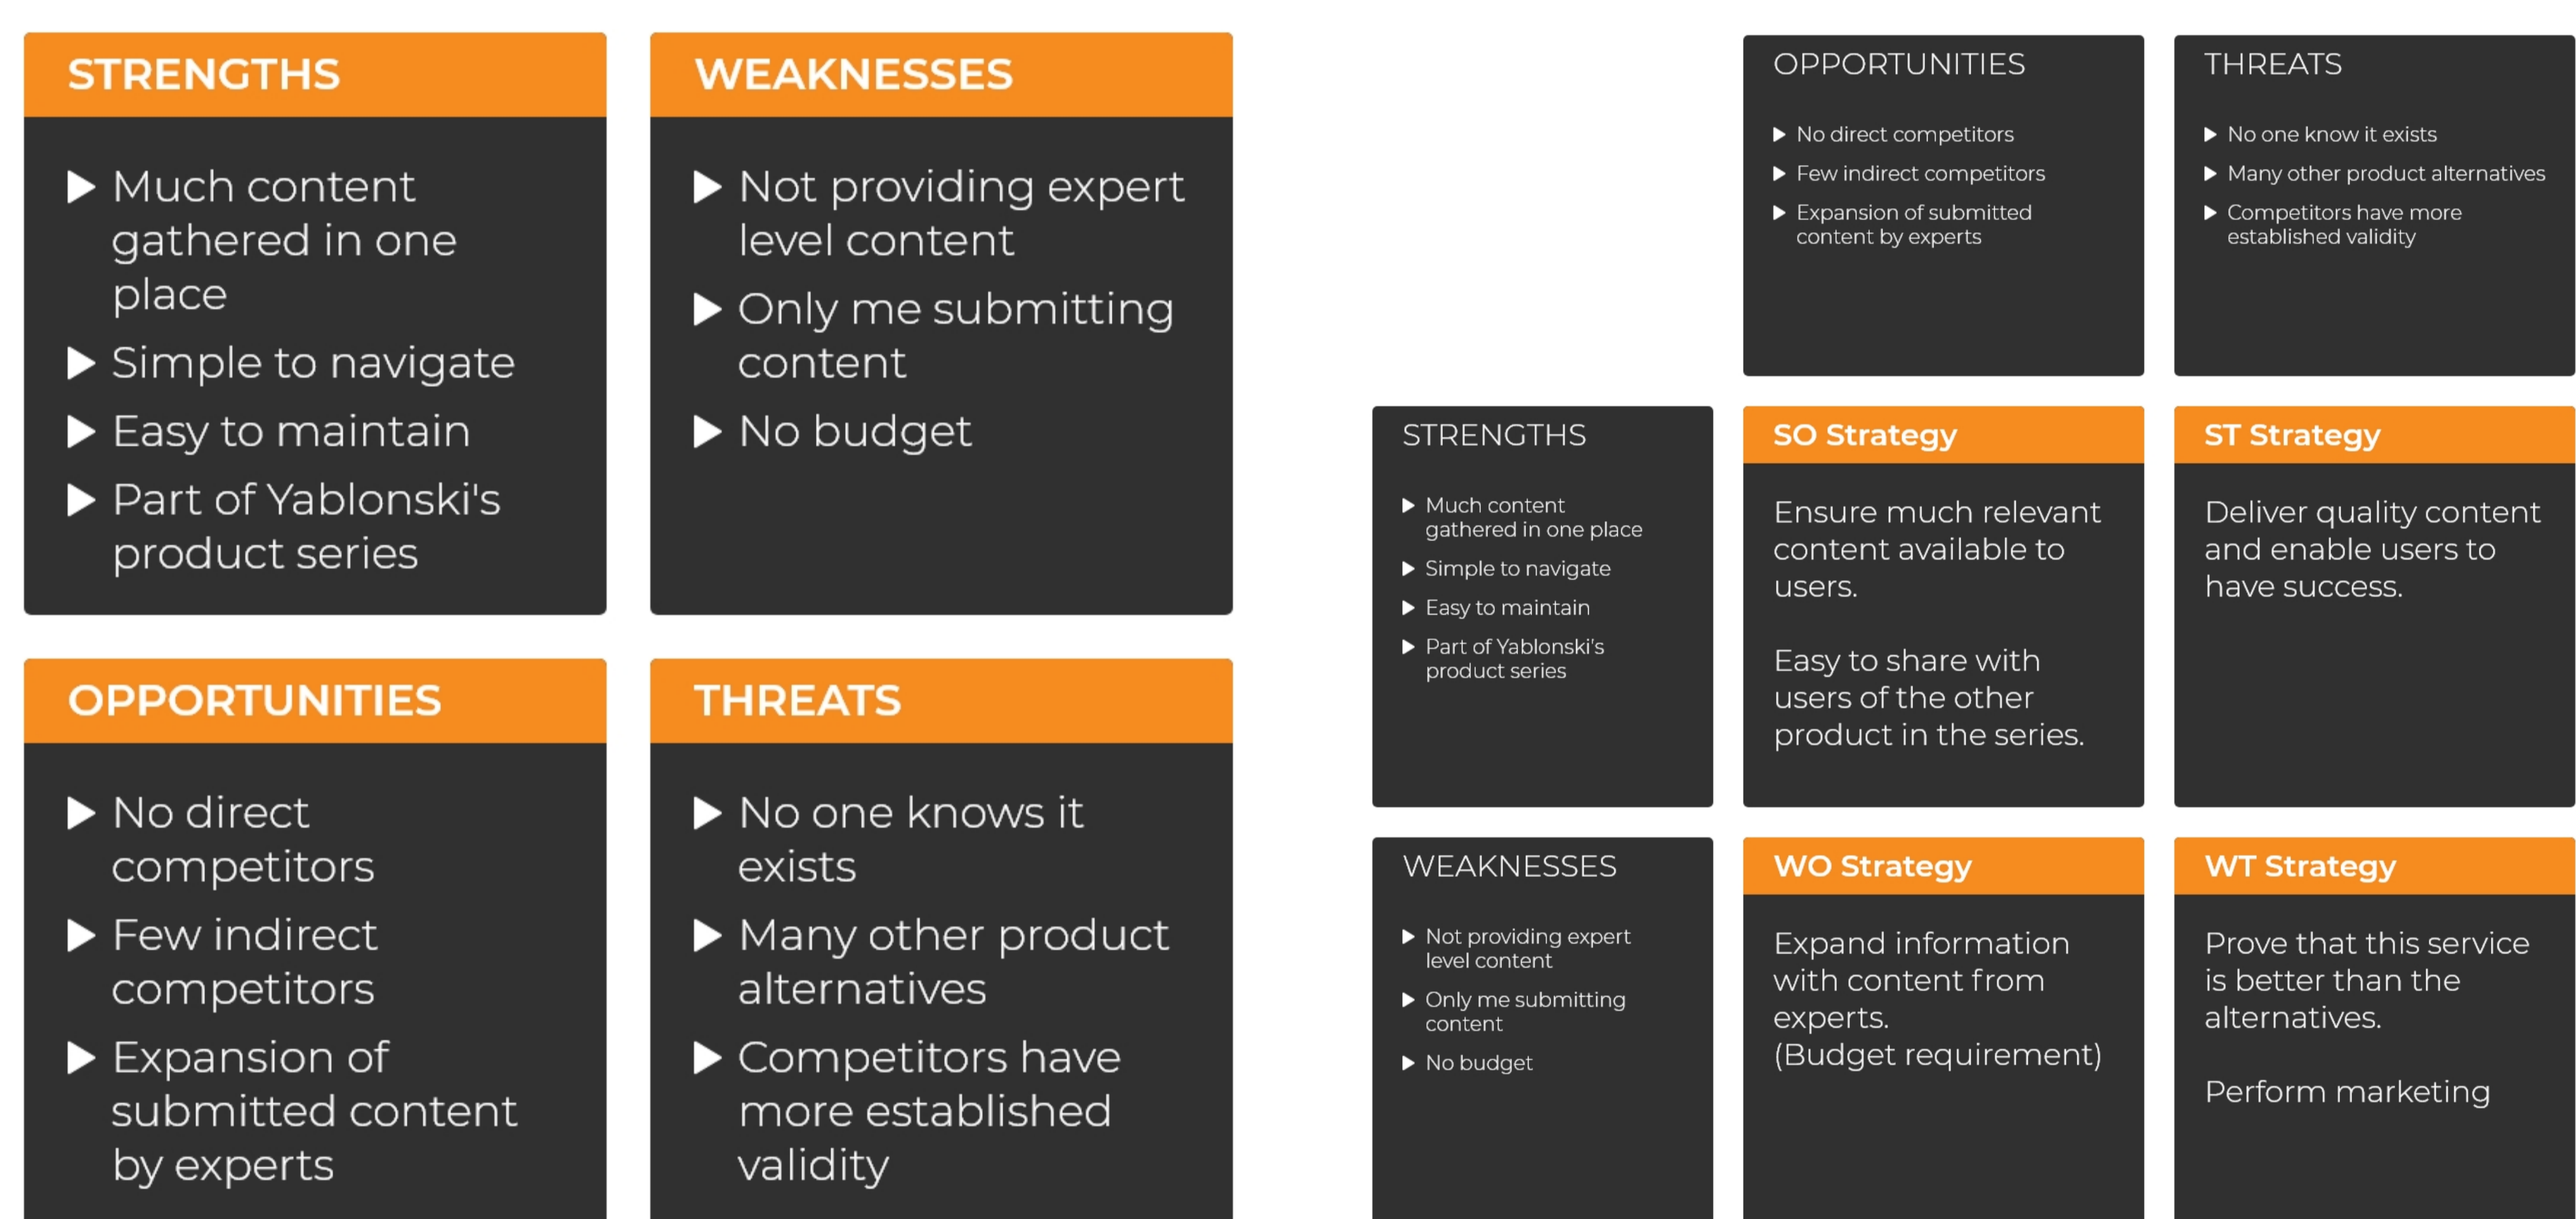 STRENGTHS
Much content
gathered in one
place
Simple to navigate
Easy to maintain
Part of Yablonski's
product series
WEAKNESSES
Not providing expert
level content
Only me submitting
content
No budget
OPPORTUNITIES
No direct
competitors
Few indirect
competitors
Expansion of
submitted content
by experts
THREATS
No one knows it
exists
Many other product
alternatives
Competitors have
more established
validity
OPPORTUNITIES
No direct competitors
Few indirect competitors
Expansion of submitted
content by experts
THREATS
No one know it exists
Many other product alternatives
Competitors have more
established validity
STRENGTHS
Much content
gathered in one place
Simple to navigate
Easy to maintain
Part of Yablonski's
product series
SO Strategy
Ensure much relevant
content available to
users.
Easy to share with
users of the other
product in the series.
ST Strategy
Deliver quality content
and enable users to
have success.
WEAKNESSES
Not providing expert
level content
Only me submitting
content
No budget
WO Strategy
Expand information
with content from
experts.
(Budget requirement)
WT Strategy
Prove that this service
is better than the
alternatives.
Perform marketing